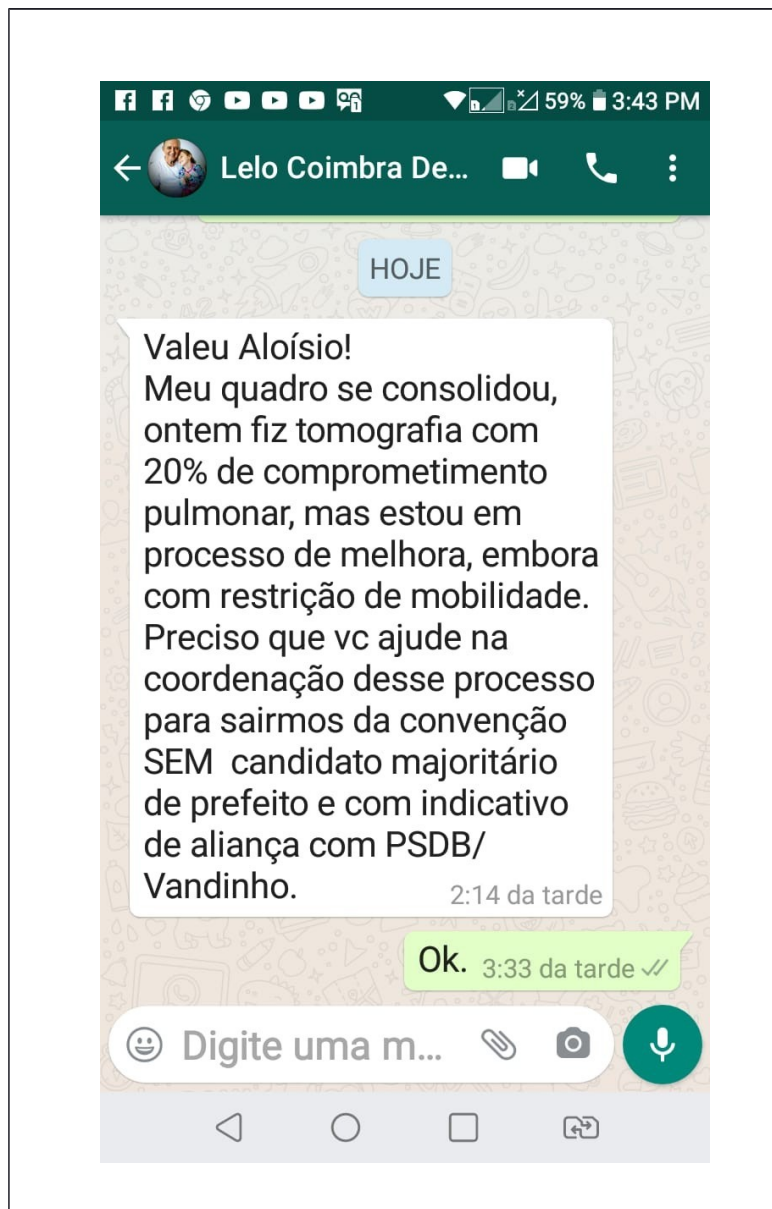 59% 3:43 PM
Lelo Coimbra De...
HOJE
Valeu Aloísio!
Meu quadro se consolidou,
ontem fiz tomografia com
20% de comprometimento
pulmonar, mas estou em
processo de melhora, embora
com restrição de mobilidade.
Preciso que vc ajude na
coordenação desse processo
para sairmos da convenção
SEM  candidato majoritário
de prefeito e com indicativo
de aliança com PSDB/
Vandinho.
2:14 da tarde
Ok. 3:33 da tarde
Digite uma m...